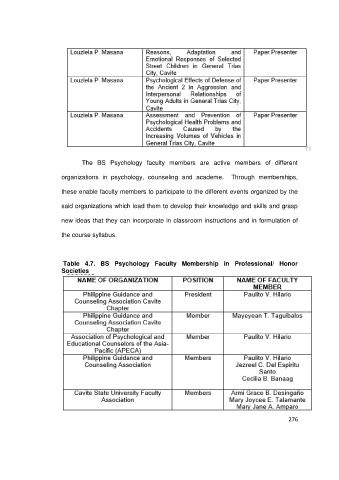 Louziela P. Masana Reasons, Adaptation and Paper Presenter
Emotional Responses of Selected
Street Children in General Trias
City, Cavite
Louziela P. Masana Psychological Effects of Defense of Paper Presenter
the Ancient 2 in Aggression and
Interpersonal Relationships of
Young Adults in General Trias City,
Cavite
Louziela P. Masana Assessment and Prevention of Paper Presenter
Psychological Health Problems and
Accidents Caused by the
Increasing Volumes of Vehicles in
General Trias City, Cavite
The BS Psychology faculty members are active members of different
organizations in psychology, counseling and academe. Through memberships,
these enable faculty members to participate to the different events organized by the
said organizations which lead them to develop their knowledge and skills and grasp
new ideas that they can incorporate in classroom instructions and in formulation of
the course syllabus.
Table 4.7. BS Psychology Faculty Membership in Professional/ Honor
Societies
NAME OF ORGANIZATION POSITION NAME OF FACULTY
MEMBER
Philippine Guidance and President Paulito V. Hilario
Counseling Association Cavite
Chapter
Philippine Guidance and Member Mayeyean T. Taguibalos
Counseling Association Cavite
Chapter
Association of Psychological and Member Paulito V. Hilario
Educational Counselors of the Asia-
Pacific (APECA)
Philippine Guidance and Members Paulito V. Hilario
Counseling Association Jezreel C. Del Espiritu
Santo
Cecilia B. Banaag
Cavite State University Faculty Members Armi Grace B. Desingaño
Association Mary Joycee E. Talamante
Mary Jane A. Amparo
276